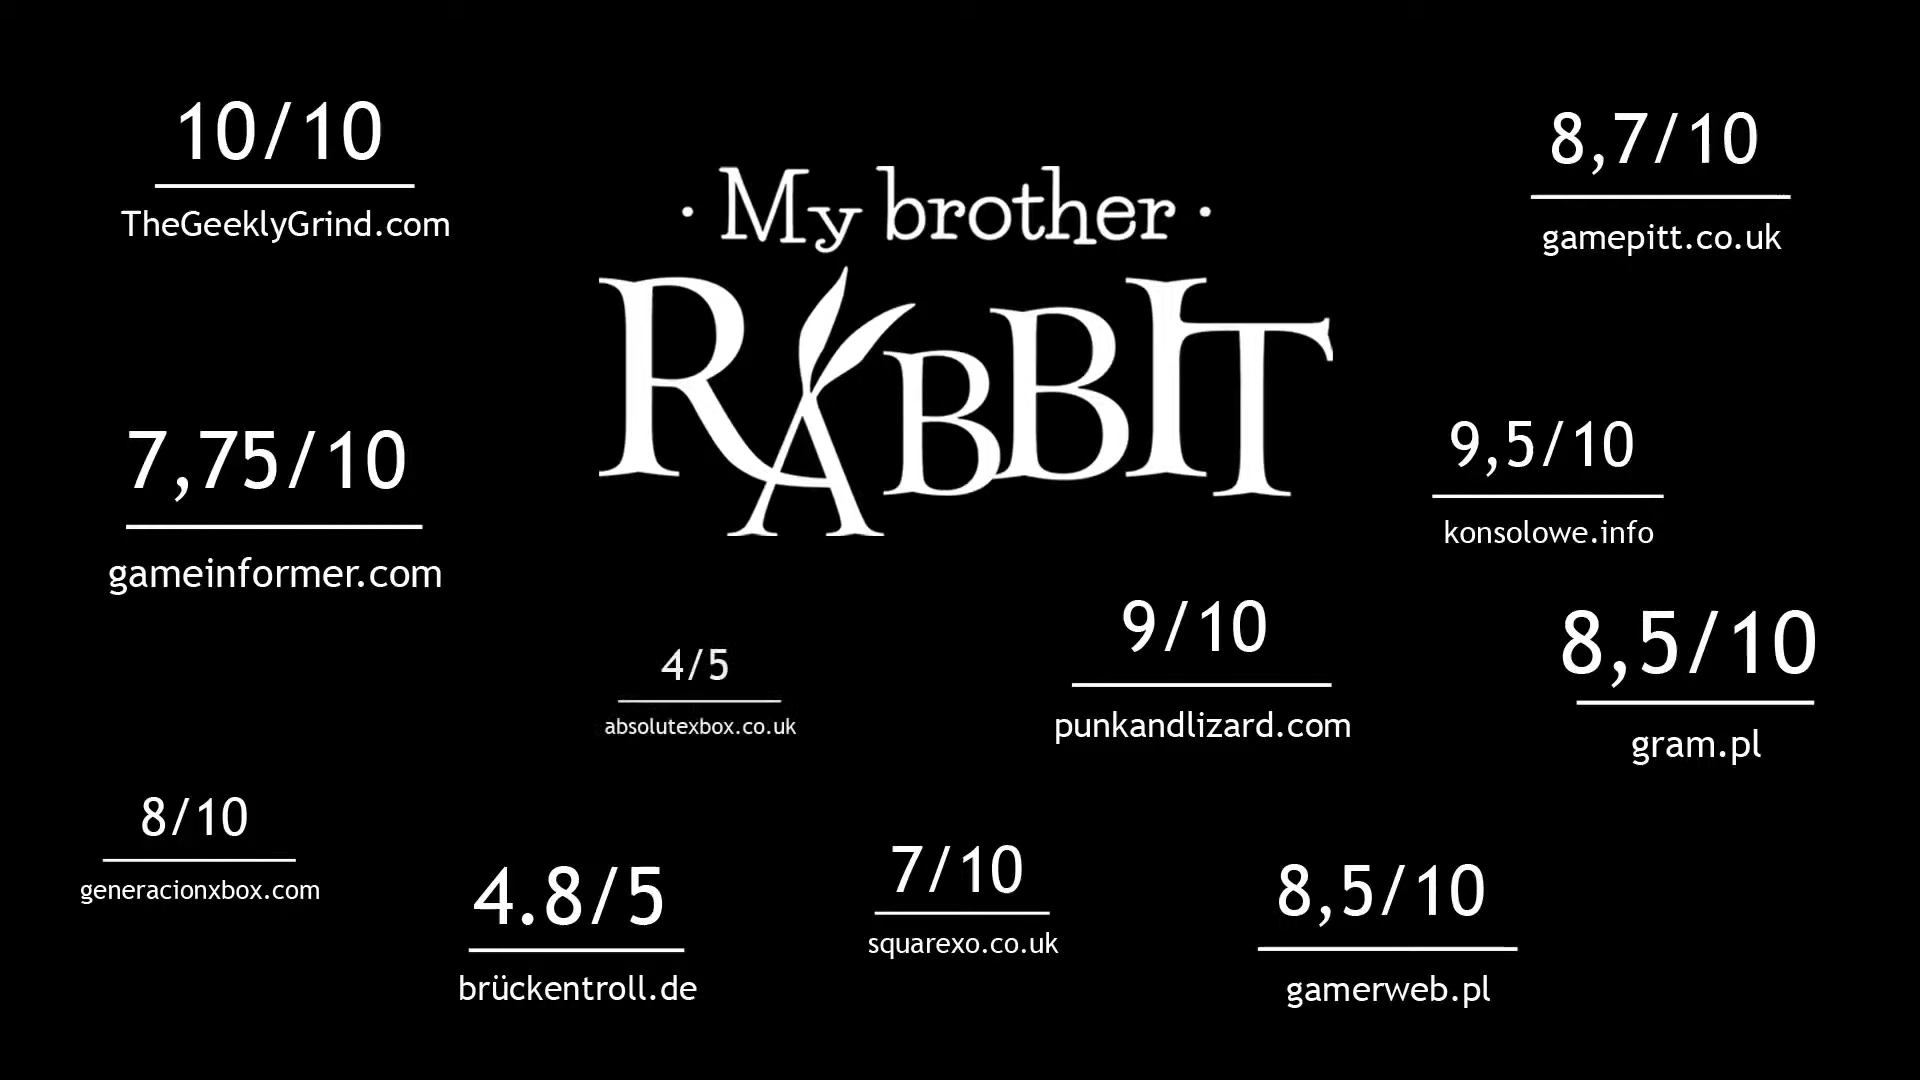 · My brother ·
RABBIT
10/10
TheGeeklyGrind.com
8,7/10
gamepitt.co.uk
7,75/10
gameinformer.com
9,5/10
konsolowe.info
4/5
absolutexbox.co.uk
9/10
punkandlizard.com
8,5/10
gram.pl
8/10
generacionxbox.com
4.8/5
brückentroll.de
7/10
squarexo.co.uk
8,5/10
gamerweb.pl